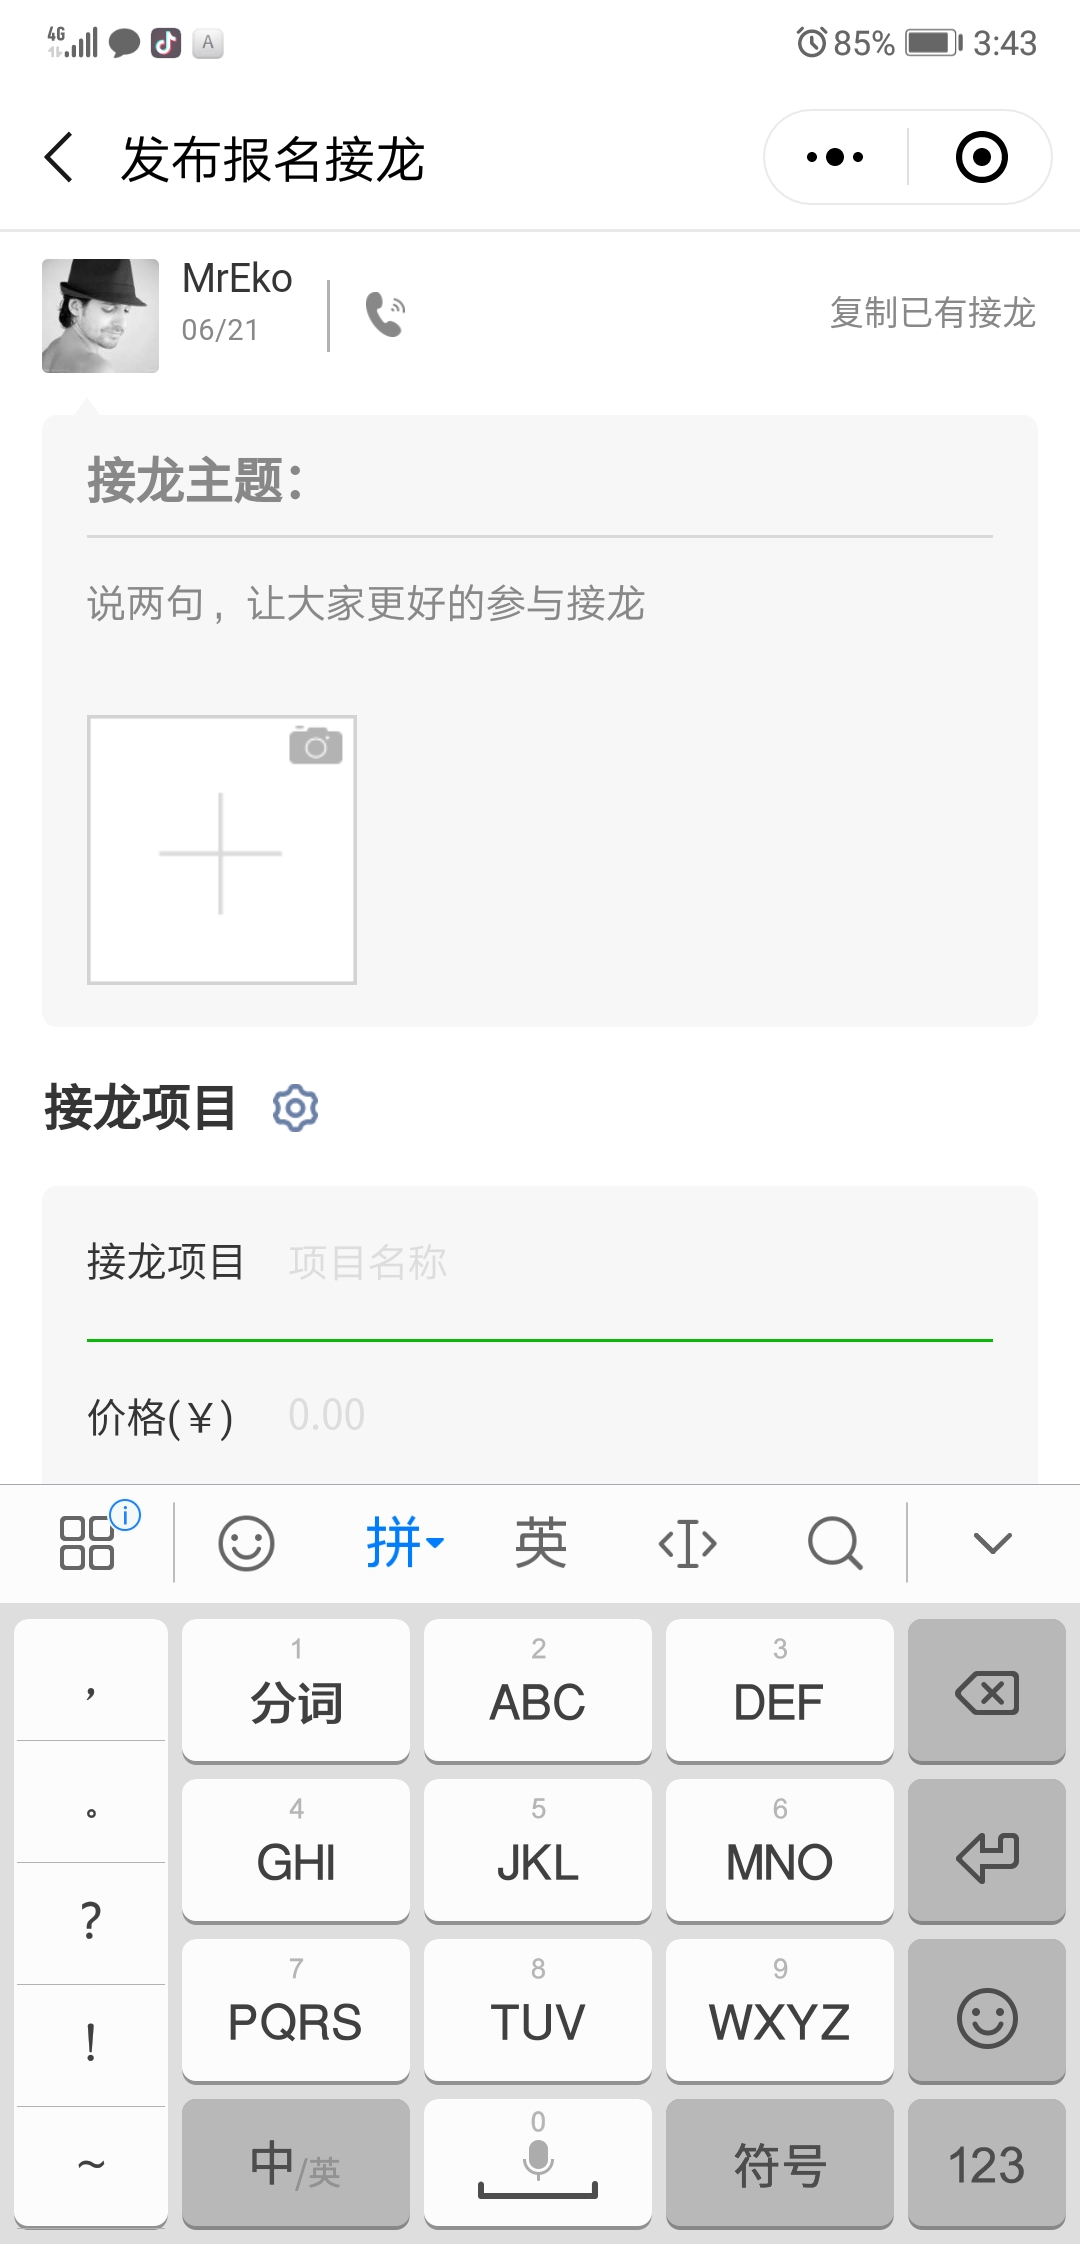 4G
A
85%
3:43
发布报名接龙
MrEko
06/21
复制已有接龙
接龙主题：
说两句，让大家更好的参与接龙
接龙项目
接龙项目 项目名称
价格(￥) 0.00
拼 英
，
。
？
！
~
1
分词
2
ABC
3
DEF
4
GHI
5
JKL
6
MNO
7
PQRS
8
TUV
9
WXYZ
中/英
0
符号
123